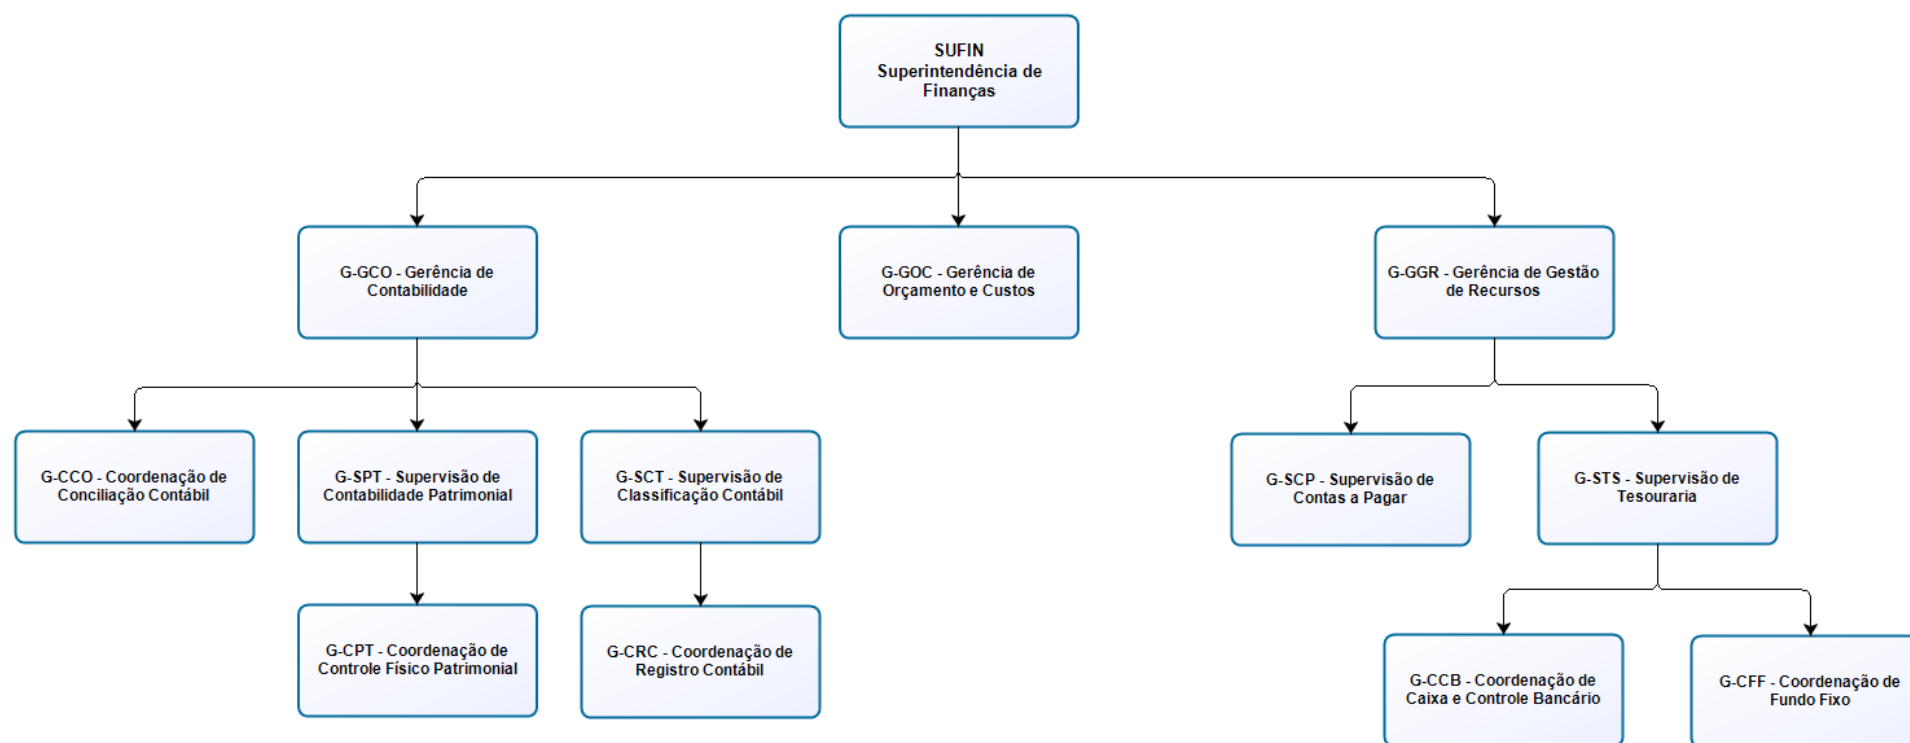 SUFIN
Superintendência de
Finanças
G-GCO - Gerência de
Contabilidade
G-GOC - Gerência de
Orçamento e Custos
G-GGR - Gerência de Gestão
de Recursos
G-CCO - Coordenação de
Conciliação Contábil
G-SPT - Supervisão de
Contabilidade Patrimonial
G-SCT - Supervisão de
Classificação Contábil
G-SCP - Supervisão de
Contas a Pagar
G-STS - Supervisão de
Tesouraria
G-CPT - Coordenação de
Controle Físico Patrimonial
G-CRC - Coordenação de
Registro Contábil
G-CCB - Coordenação de
Caixa e Controle Bancário
G-CFF - Coordenação de
Fundo Fixo